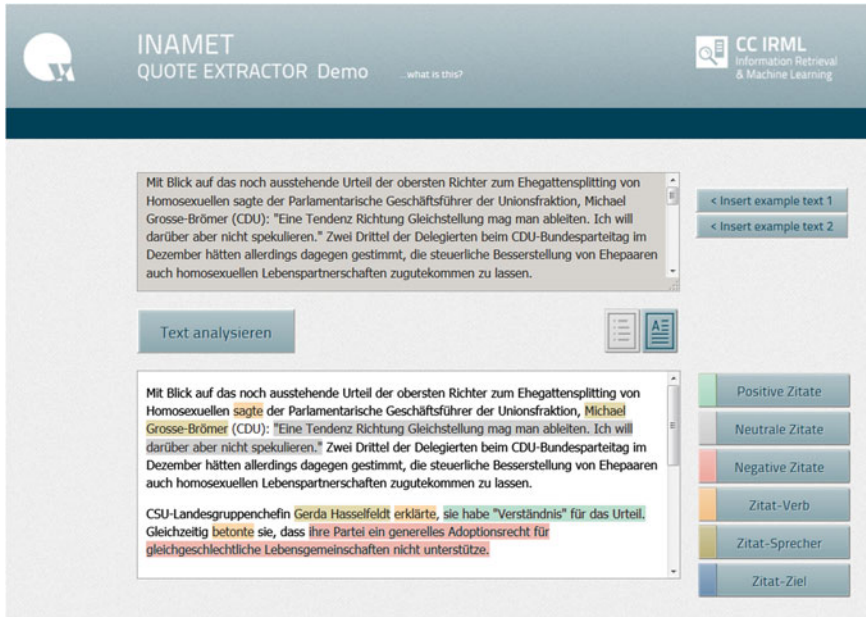 INAMET
QUOTE EXTRACTOR Demo ...what is this?
CC IRML
Information Retrieval
& Machine Learning
Mit Blick auf das noch ausstehende Urteil der obersten Richter zum Ehegattensplitting von
Homosexuellen sagte der Parlamentarische Geschäftsführer der Unionsfraktion, Michael
Grosse-Brömer (CDU): "Eine Tendenz Richtung Gleichstellung mag man ableiten. Ich will
darüber aber nicht spekulieren." Zwei Drittel der Delegierten beim CDU-Bundesparteitag im
Dezember hätten allerdings dagegen gestimmt, die steuerliche Besserstellung von Ehepaaren
auch homosexuellen Lebenspartnerschaften zugutekommen zu lassen.
< Insert example text 1
< Insert example text 2
Text analysieren
Mit Blick auf das noch ausstehende Urteil der obersten Richter zum Ehegattensplitting von
Homosexuellen sagte der Parlamentarische Geschäftsführer der Unionsfraktion, Michael
Grosse-Brömer (CDU): "Eine Tendenz Richtung Gleichstellung mag man ableiten. Ich will
darüber aber nicht spekulieren." Zwei Drittel der Delegierten beim CDU-Bundesparteitag im
Dezember hätten allerdings dagegen gestimmt, die steuerliche Besserstellung von Ehepaaren
auch homosexuellen Lebenspartnerschaften zugutekommen zu lassen.
CSU-Landesgruppenchefin Gerda Hasselfeldt erklärte, sie habe "Verständnis" für das Urteil.
Gleichzeitig betonte sie, dass ihre Partei ein generelles Adoptionsrecht für
gleichgeschlechtliche Lebensgemeinschaften nicht unterstütze.
Positive Zitate
Neutrale Zitate
Negative Zitate
Zitat-Verb
Zitat-Sprecher
Zitat-Ziel